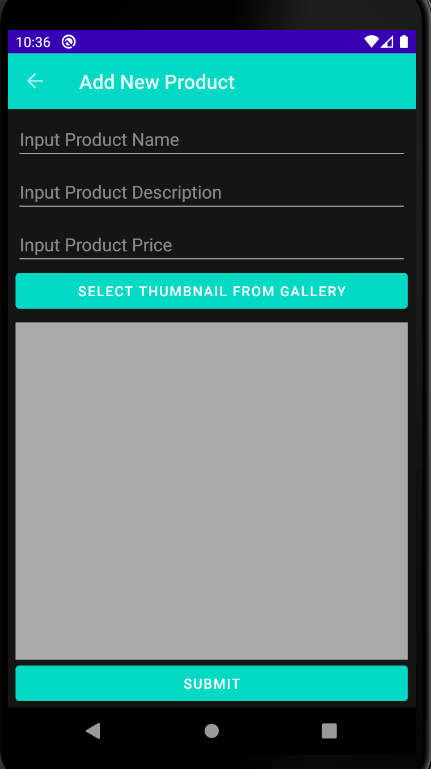 10:36
Add New Product
Input Product Name
Input Product Description
Input Product Price
SELECT THUMBNAIL FROM GALLERY
SUBMIT